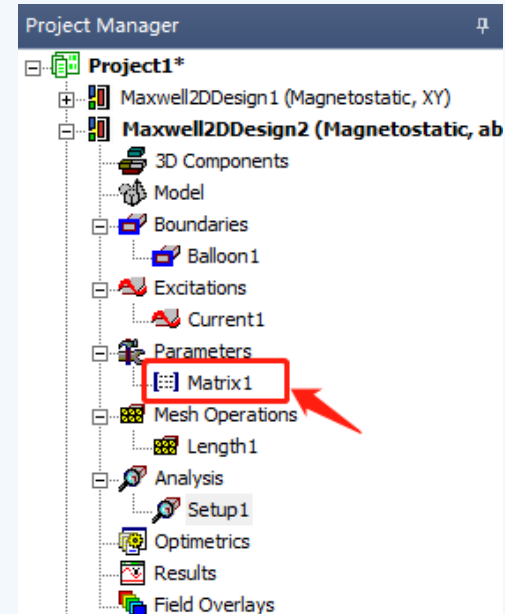 Project Manager
Project1*
Maxwell2DDesign1 (Magnetostatic, XY)
Maxwell2DDesign2 (Magnetostatic, ab
3D Components
Model
Boundaries
Balloon1
Excitations
Current1
Parameters
Matrix1
Mesh Operations
Length1
Analysis
Setup1
Optimetrics
Results
Field Overlays